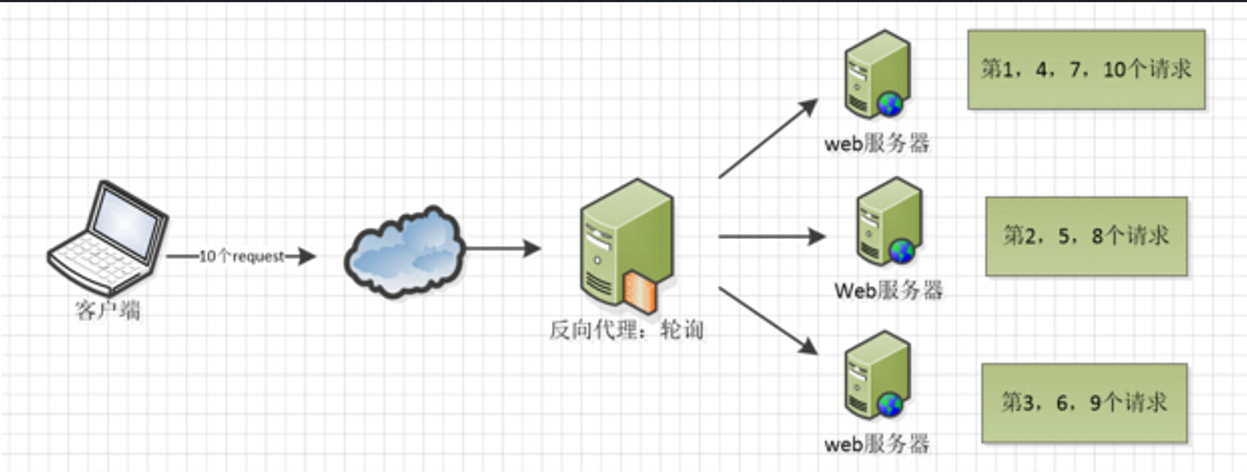 第1，4，7，10个请求
web服务器
10个request
客户端
反向代理：轮询
第2，5，8个请求
Web服务器
第3，6，9个请求
web服务器